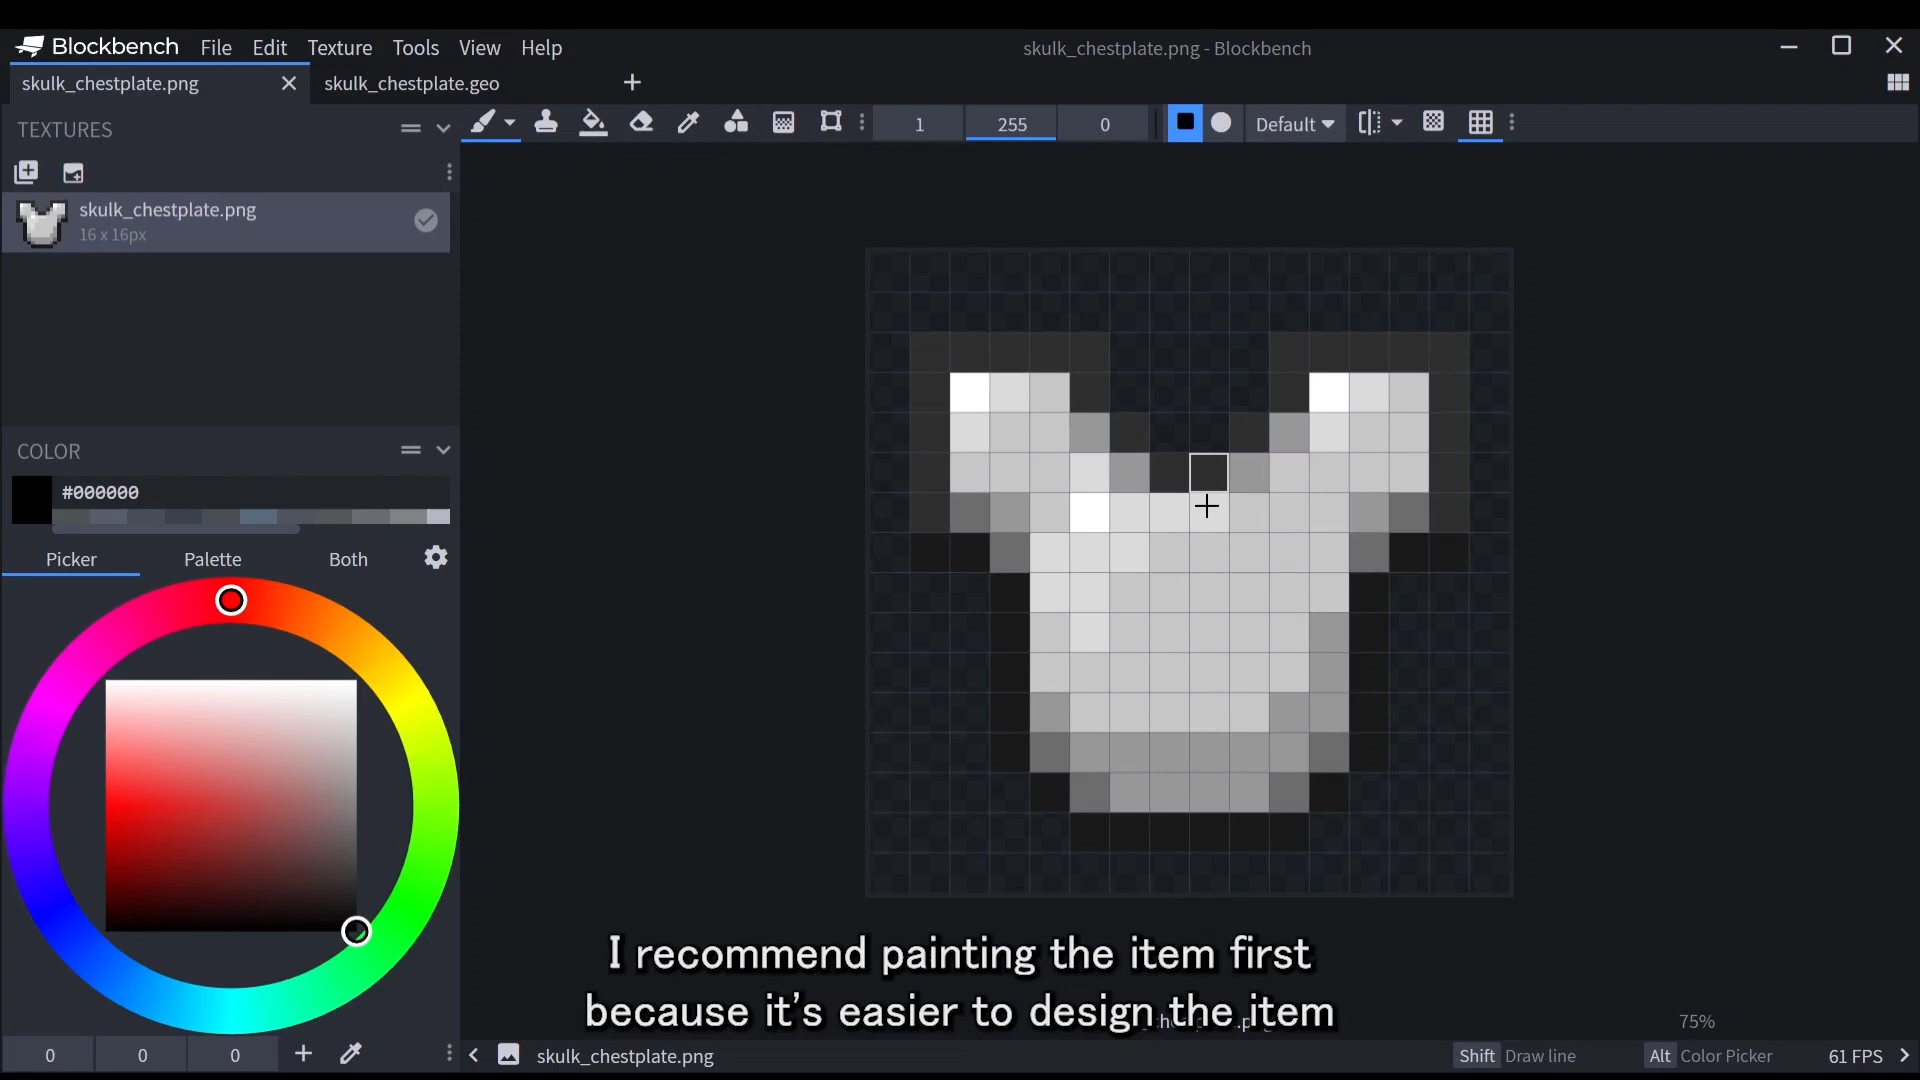 Blockbench File Edit Texture Tools View Help
skulk_chestplate.png - Blockbench
skulk_chestplate.png
skulk_chestplate.geo
TEXTURES
1 255 0 Default
skulk_chestplate.png
16 x 16px
COLOR
#000000
Picker Palette Both
I recommend painting the item first
because it's easier to design the item
75%
0 0 0
skulk_chestplate.png
Shift Draw line Alt Color Picker 61 FPS